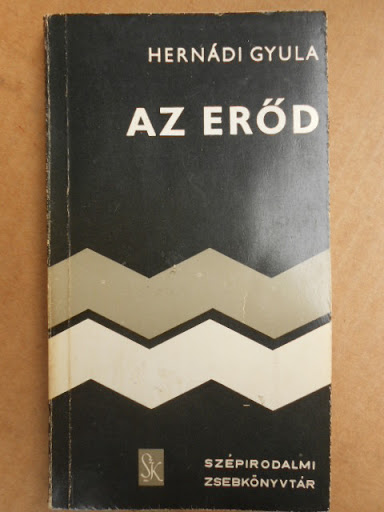 HERNÁDI GYULA
AZ ERŐD
SZK
SZÉPIRODALMI
ZSEBKÖNYVTÁR